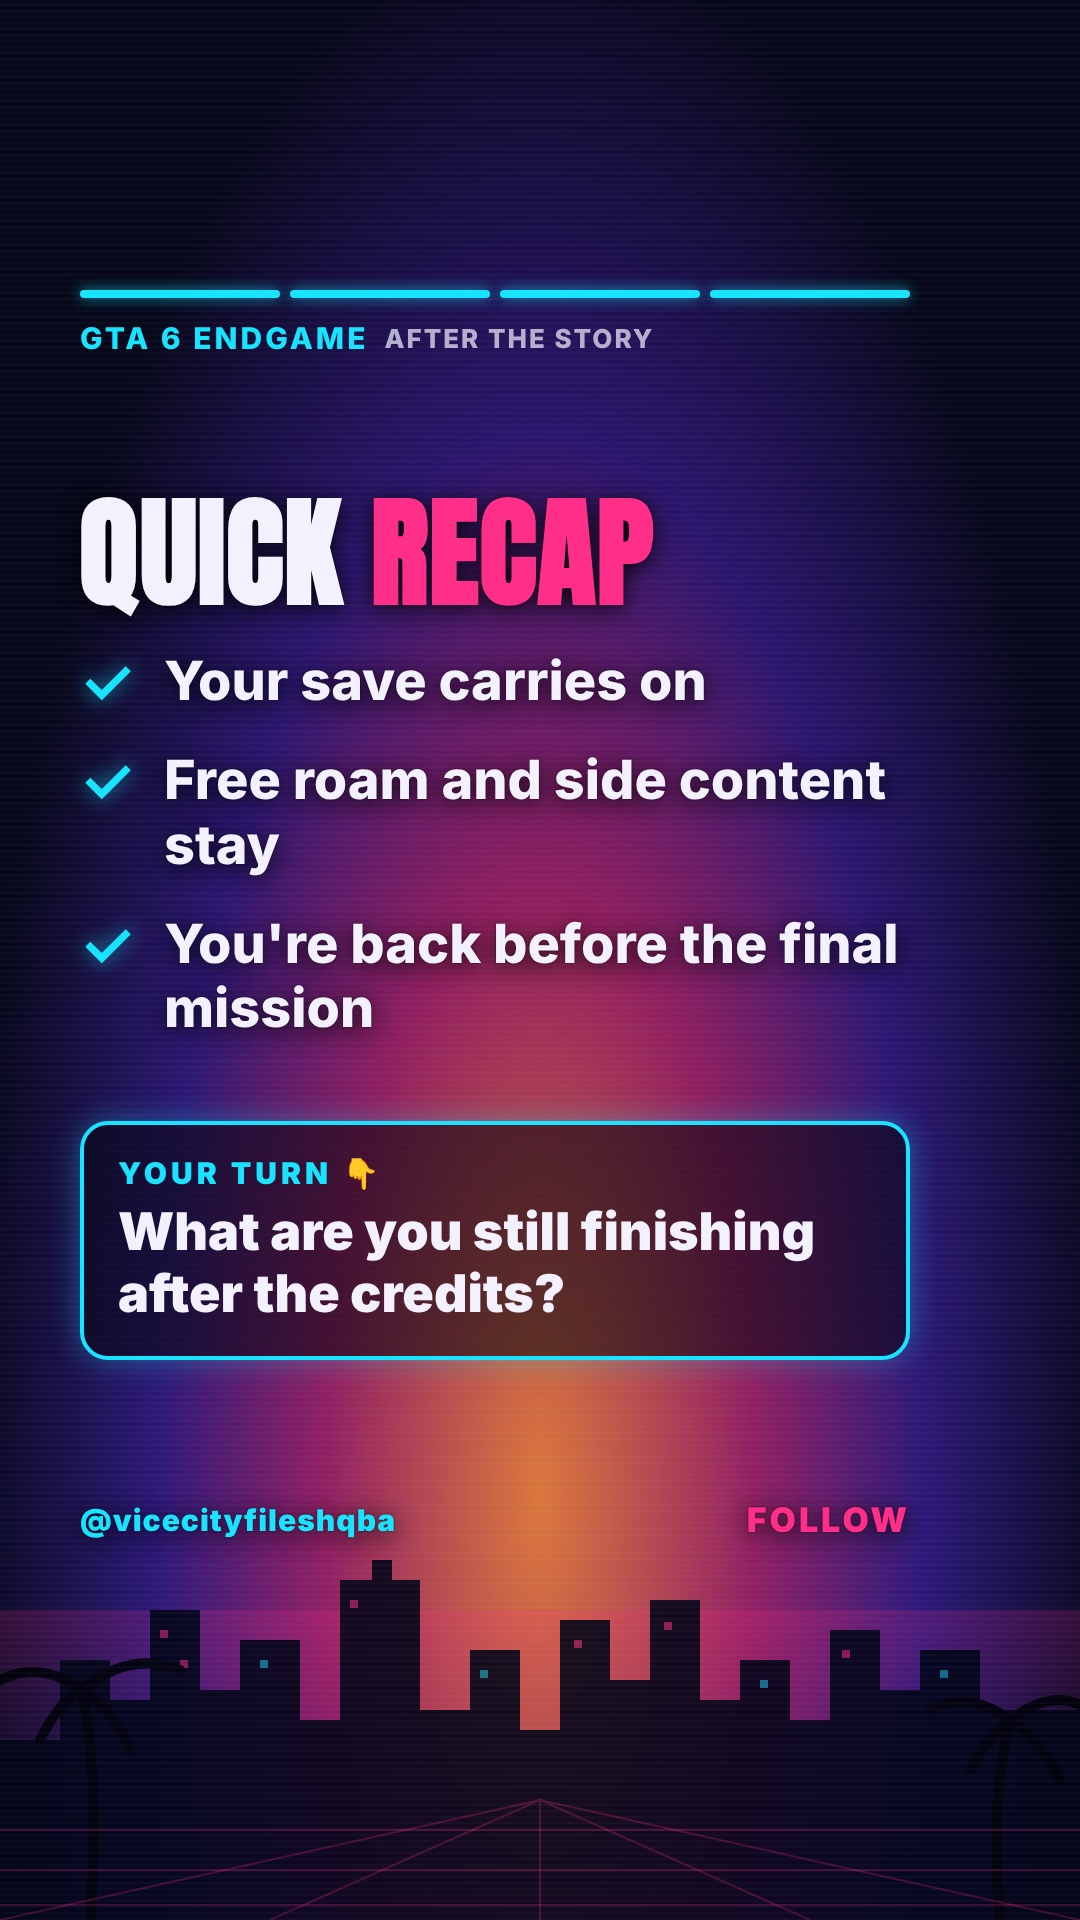 GTA 6 ENDGAME AFTER THE STORY
QUICK RECAP
Your save carries on
Free roam and side content
stay
You're back before the final
mission
YOUR TURN 👇
What are you still finishing
after the credits?
@vicecityfileshqba
FOLLOW